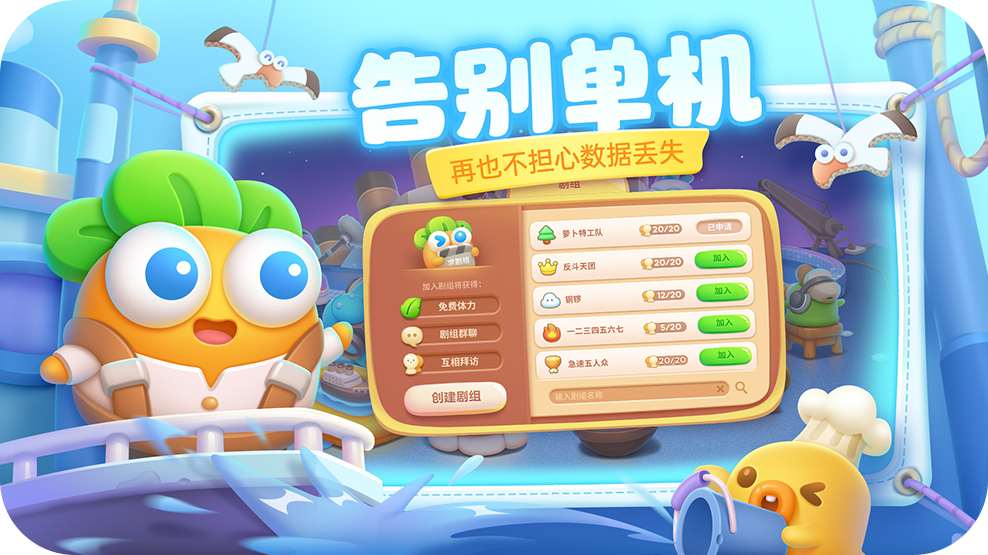 告别单机
再也不担心数据丢失
剧组
求剧组
加入剧组将获得:
免费体力
剧组群聊
互相拜访
创建剧组
萝卜特工队 20/20 已申请
反斗天团 20/20 加入
铜锣 12/20 加入
一二三四五六七 5/20 加入
急速五人众 20/20 加入
输入剧组名称